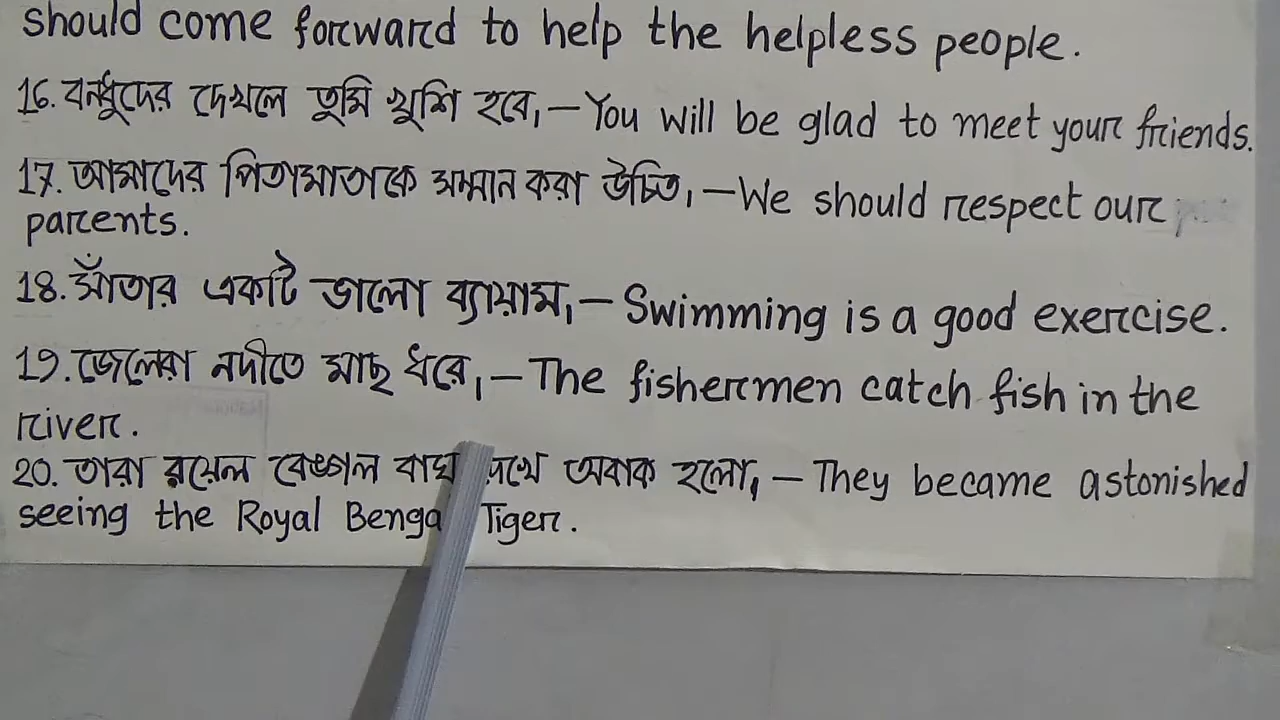 should come forward to help the helpless people.
16. বন্ধুদের দেখলে তুমি খুশি হবে,—You will be glad to meet your friends.
17. আমাদের পিতামাতাকে সম্মান করা উচিত,—We should respect our
parents.
18. সাঁতার একটি ভালো ব্যায়াম,— Swimming is a good exercise.
19. জেলেরা নদীতে মাছ ধরে,— The fishermen catch fish in the
river.
20. তারা রয়েল বেঙ্গল বাঘ দেখে অবাক হলো,— They became astonished
seeing the Royal Bengal Tiger.